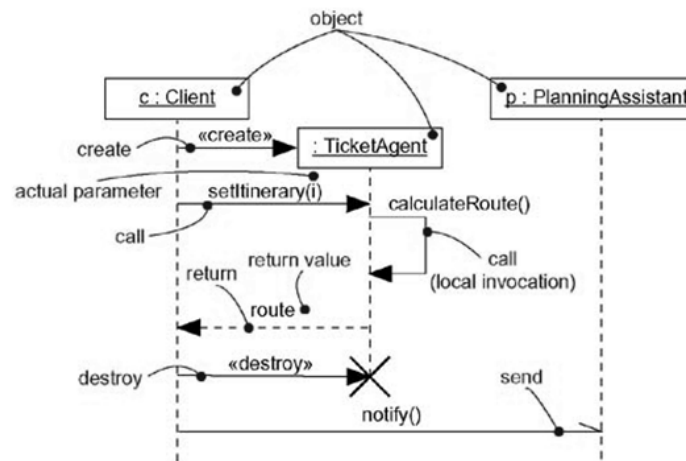 object
c : Client
p : PlanningAssistant
«create»
: TicketAgent
create
actual parameter
setItinerary(i)
calculateRoute()
call
call
(local invocation)
return value
return
route
«destroy»
destroy
send
notify()